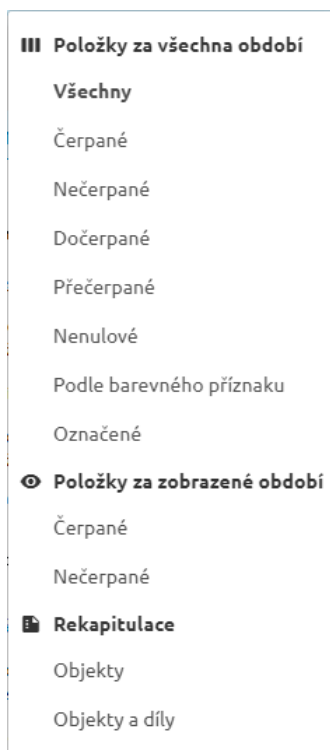 Položky za všechna období
Všechny
Čerpané
Nečerpané
Dočerpané
Přečerpané
Nenulové
Podle barevného příznaku
Označené
Položky za zobrazené období
Čerpané
Nečerpané
Rekapitulace
Objekty
Objekty a díly